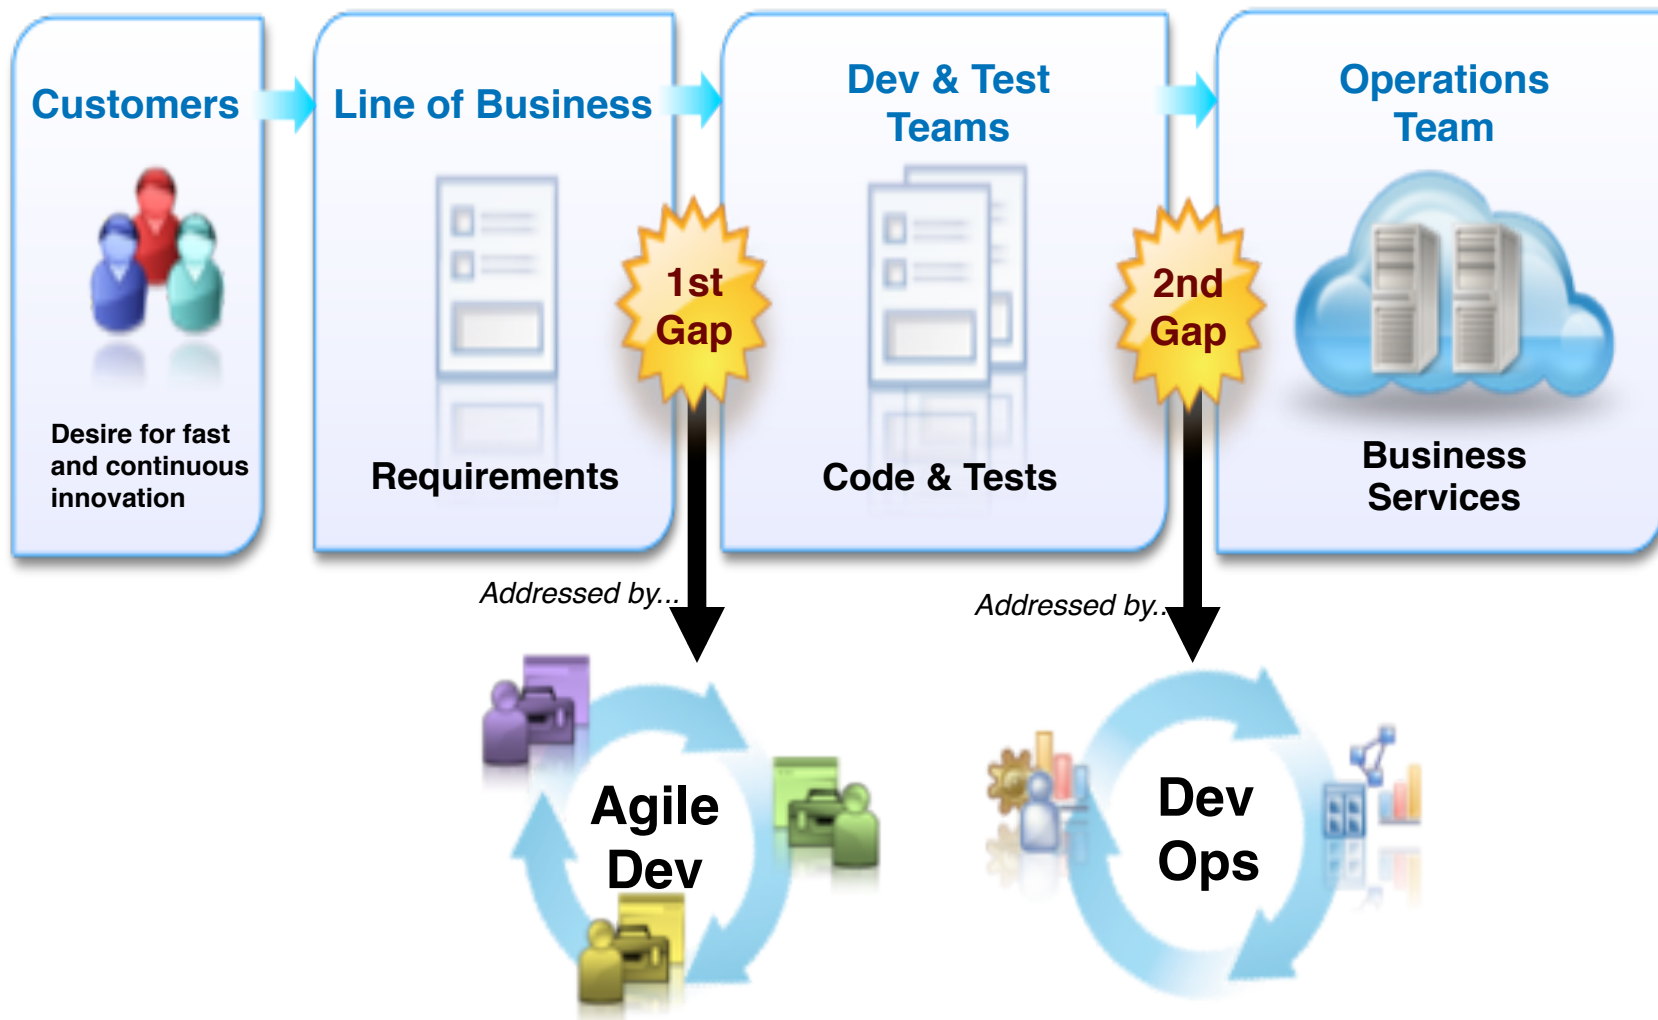 Customers
Line of Business
Dev & Test
Teams
Operations
Team
1st
Gap
2nd
Gap
Desire for fast
and continuous
innovation
Requirements
Code & Tests
Business
Services
Addressed by...
Addressed by..
Agile
Dev
Dev
Ops